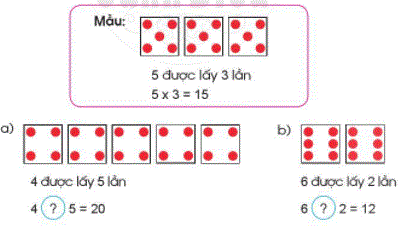 Mẫu:
5 được lấy 3 lần
5 x 3 = 15
a)
4 được lấy 5 lần
4 ? 5 = 20
b)
6 được lấy 2 lần
6 ? 2 = 12